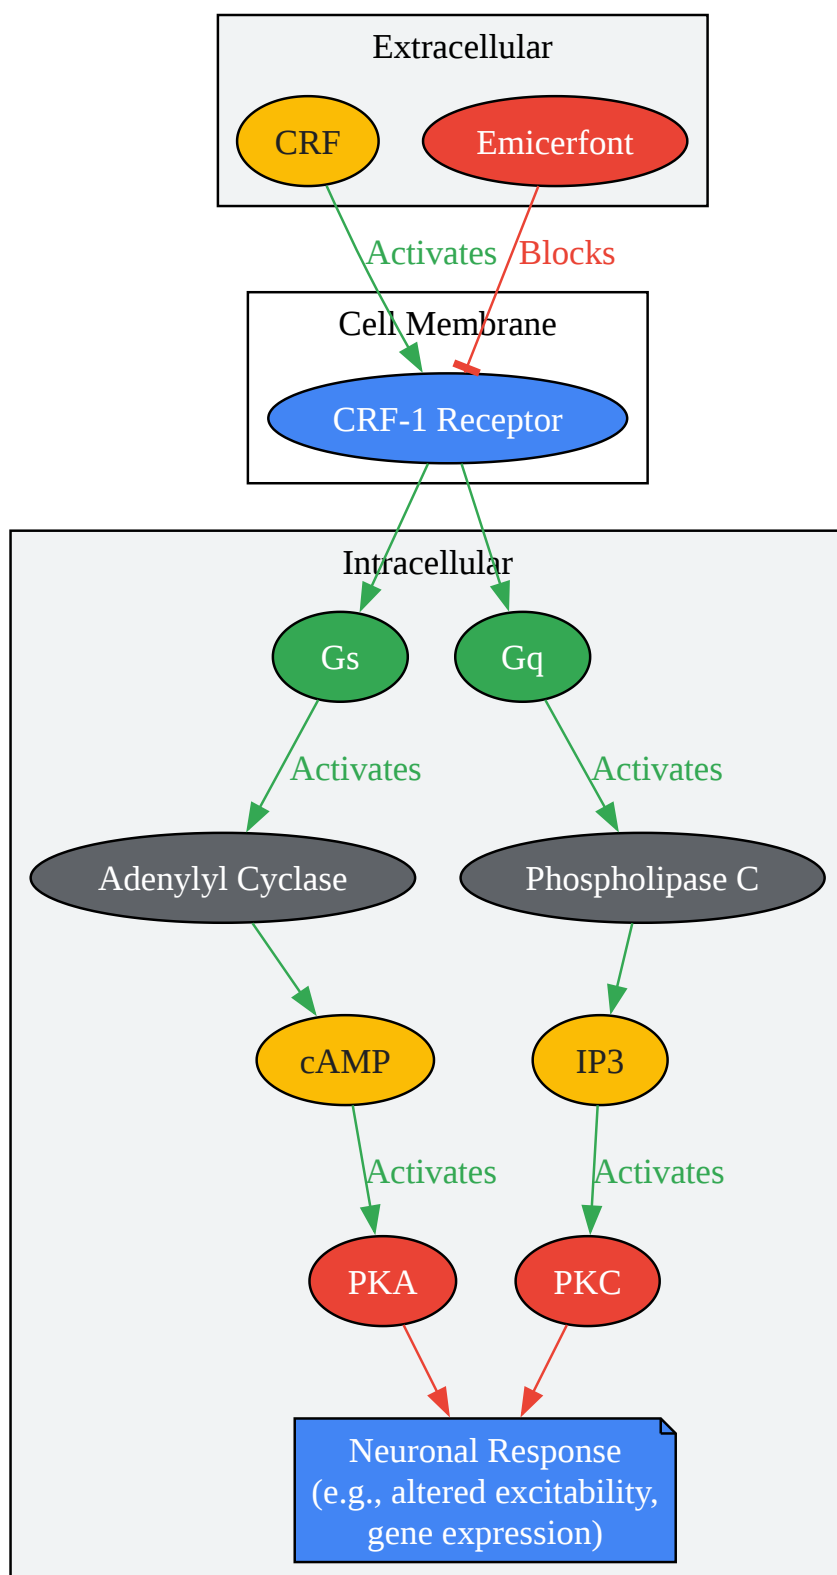 Extracellular
CRF
Emicerfont
Activates
Blocks
Cell Membrane
CRF-1 Receptor
Intracellular
Gs
Gq
Activates
Activates
Adenylyl Cyclase
Phospholipase C
cAMP
IP3
Activates
Activates
PKA
PKC
Neuronal Response
(e.g., altered excitability,
gene expression)